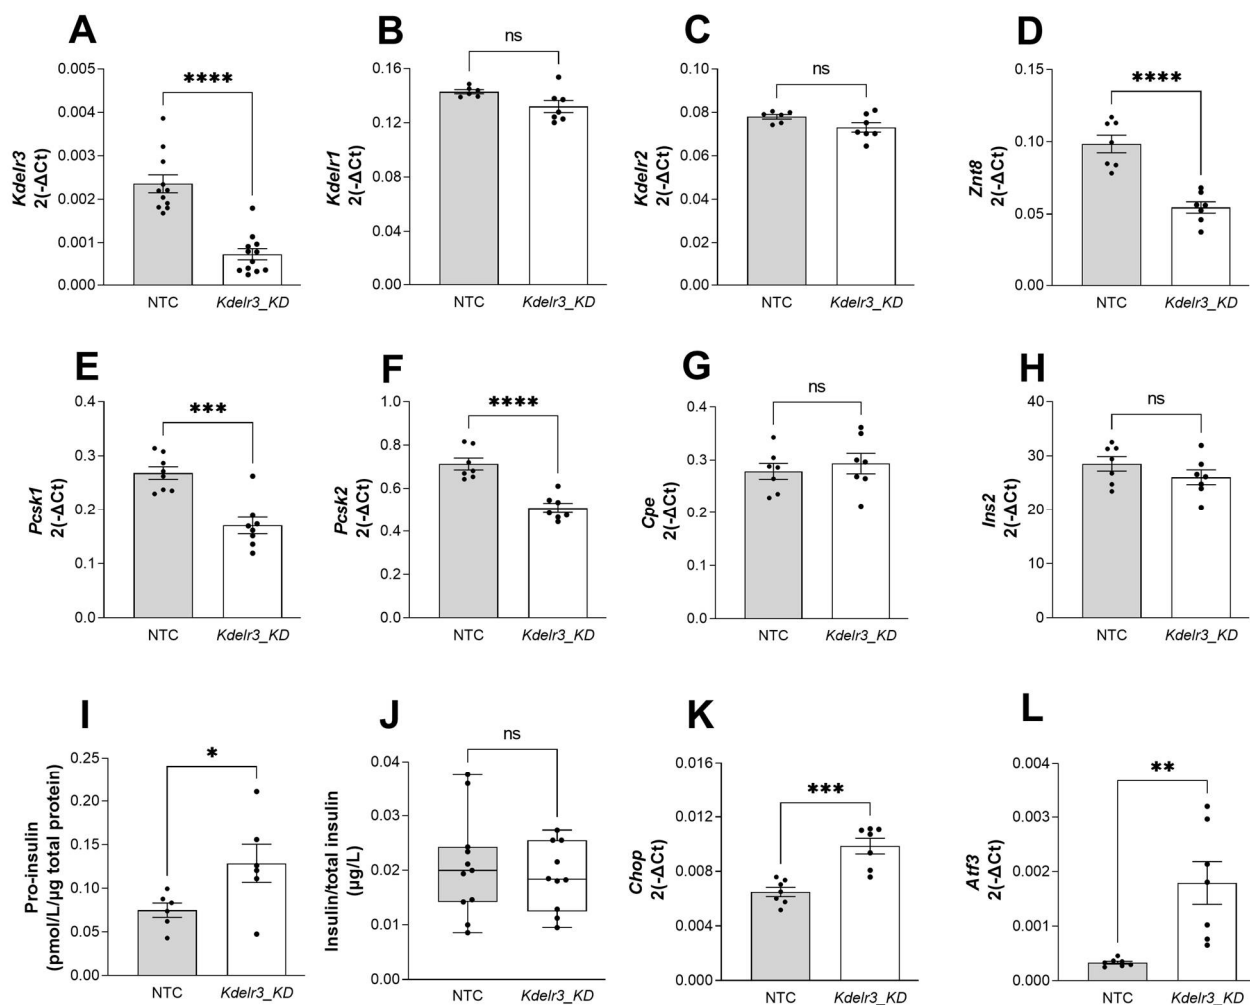 A
Kdelr3
2(-ΔCt)
0.005
0.004
0.003
0.002
0.001
0.000
****
NTC
Kdelr3_KD
B
Kdelr1
2(-ΔCt)
0.16
0.12
0.08
0.04
0.00
ns
NTC
Kdelr3_KD
C
Kdelr2
2(-ΔCt)
0.10
0.08
0.06
0.04
0.02
0.00
ns
NTC
Kdelr3_KD
D
Znt8
2(-ΔCt)
0.15
0.10
0.05
0.00
****
NTC
Kdelr3_KD
E
Pcsk1
2(-ΔCt)
0.4
0.3
0.2
0.1
0.0
***
NTC
Kdelr3_KD
F
Pcsk2
2(-ΔCt)
1.0
0.8
0.6
0.4
0.2
0.0
****
NTC
Kdelr3_KD
G
Cpe
2(-ΔCt)
0.4
0.3
0.2
0.1
0.0
ns
NTC
Kdelr3_KD
H
Ins2
2(-ΔCt)
40
30
20
10
0
ns
NTC
Kdelr3_KD
I
Pro-insulin
(pmol/L/µg total protein)
0.25
0.20
0.15
0.10
0.05
0.00
*
NTC
Kdelr3_KD
J
Insulin/total insulin
(µg/L)
0.04
0.03
0.02
0.01
0.00
ns
NTC
Kdelr3_KD
K
Chop
2(-ΔCt)
0.016
0.012
0.009
0.006
0.003
0.000
***
NTC
Kdelr3_KD
L
Atf3
2(-ΔCt)
0.004
0.003
0.002
0.001
0.000
**
NTC
Kdelr3_KD